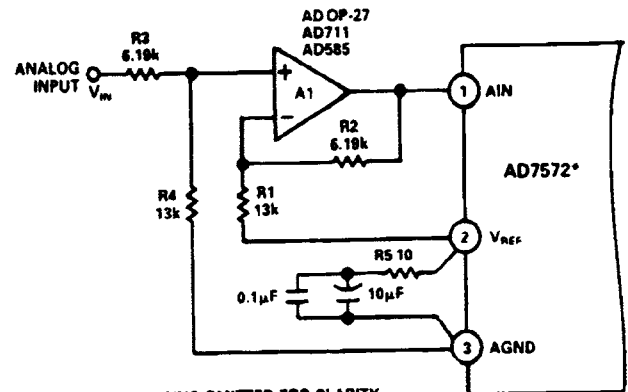 AD OP-27
AD711
AD585
R3
6.19k
ANALOG
INPUT
VIN
+
A1
−
1
AIN
R2
6.19k
AD7572*
R4
13k
R1
13k
2
VREF
R5 10
0.1µF
10µF
3
AGND
OMITTED FOR CLARITY